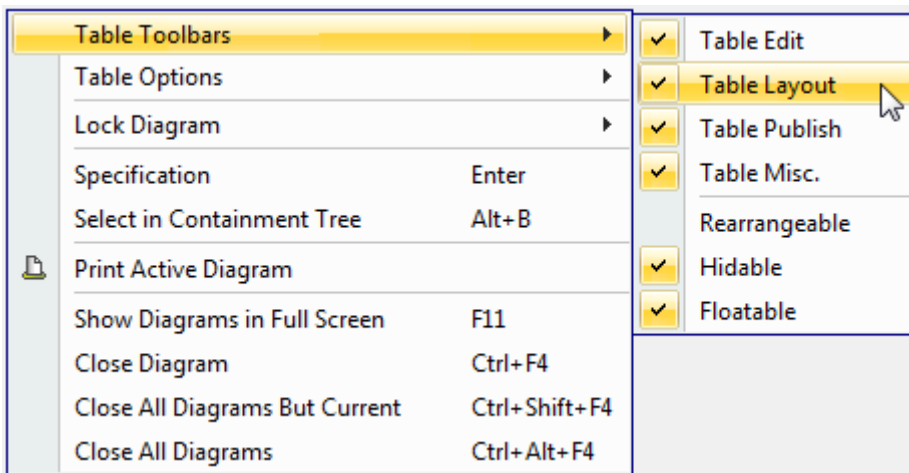 Table Toolbars
Table Options
Lock Diagram
Specification Enter
Select in Containment Tree Alt+B
Print Active Diagram
Show Diagrams in Full Screen F11
Close Diagram Ctrl+F4
Close All Diagrams But Current Ctrl+Shift+F4
Close All Diagrams Ctrl+Alt+F4
Table Edit
Table Layout
Table Publish
Table Misc.
Rearrangeable
Hidable
Floatable